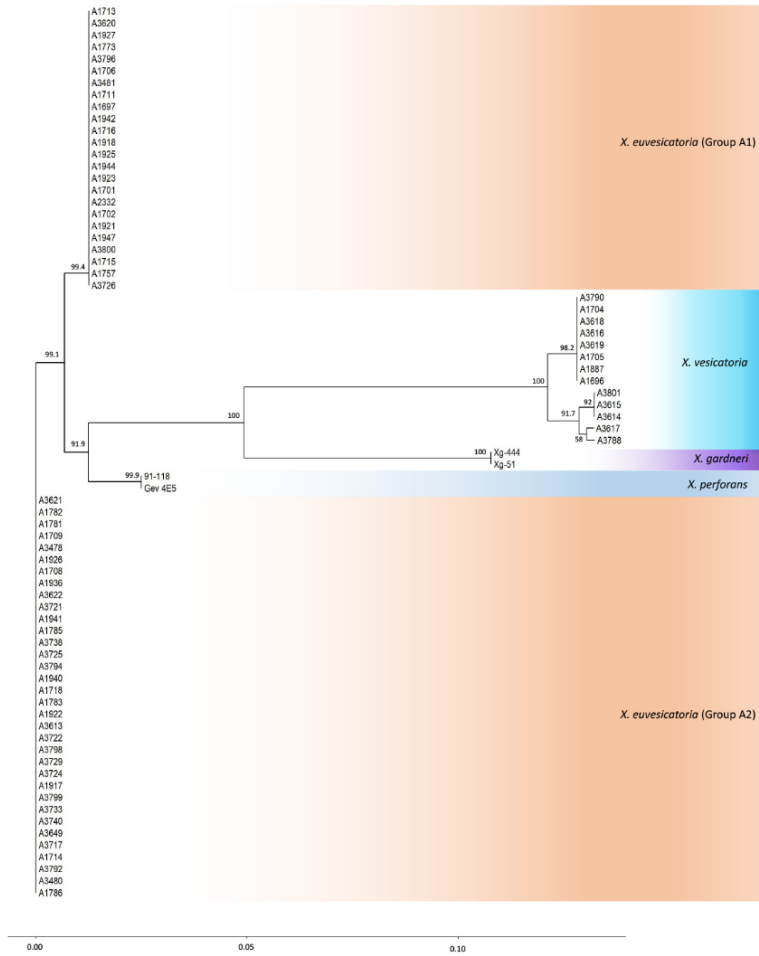 A1713
A3620
A1927
A1773
A3796
A1706
A3481
A1711
A1697
A1942
A1716
A1918
A1925
A1944
A1923
A1701
A2332
A1702
A1921
A1947
A3800
A1715
A1757
A3726
X. euvesicatoria (Group A1)
99.4
99.1
A3790
A1704
A3618
A3616
A3619
A1705
A1887
A1696
98.2
100
X. vesicatoria
A3801
A3615
A3614
A3617
A3788
92
91.7
58
100
91.9
100
Xg-444
Xg-51
X. gardneri
99.9
91-118
Gev 4E5
X. perforans
A3621
A1782
A1781
A1709
A3478
A1926
A1708
A1936
A3622
A3721
A1941
A1785
A3738
A3725
A3794
A1940
A1718
A1783
A1922
A3613
A3722
A3798
A3729
A3724
A1917
A3799
A3733
A3740
A3649
A3717
A1714
A3792
A3480
A1786
X. euvesicatoria (Group A2)
0.00 0.05 0.10